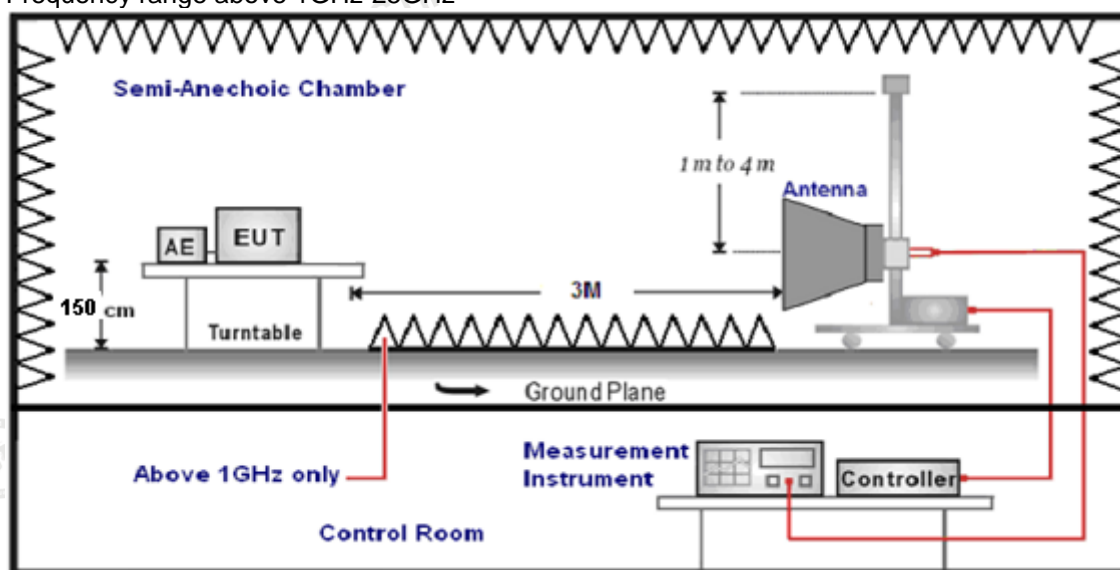 Frequency range above 1GHz-25GHz
Semi-Anechoic Chamber
1 m to 4 m
Antenna
AE
EUT
150 cm
3M
Turntable
Ground Plane
Above 1GHz only
Measurement
Instrument
Controller
Control Room